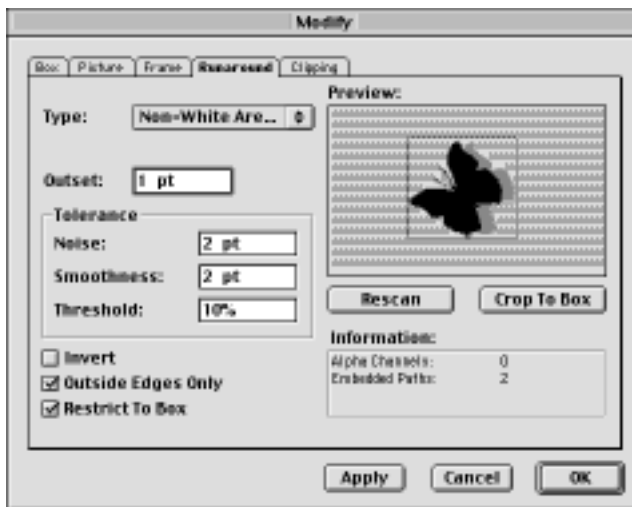 Modify
Box Picture Frame Runaround Clipping
Type: Non-White Are...
Outset: 1 pt
Tolerance
Noise: 2 pt
Smoothness: 2 pt
Threshold: 10%
Invert
Outside Edges Only
Restrict To Box
Preview:
Rescan Crop To Box
Information:
Alpha Channels: 0
Embedded Paths: 2
Apply Cancel OK